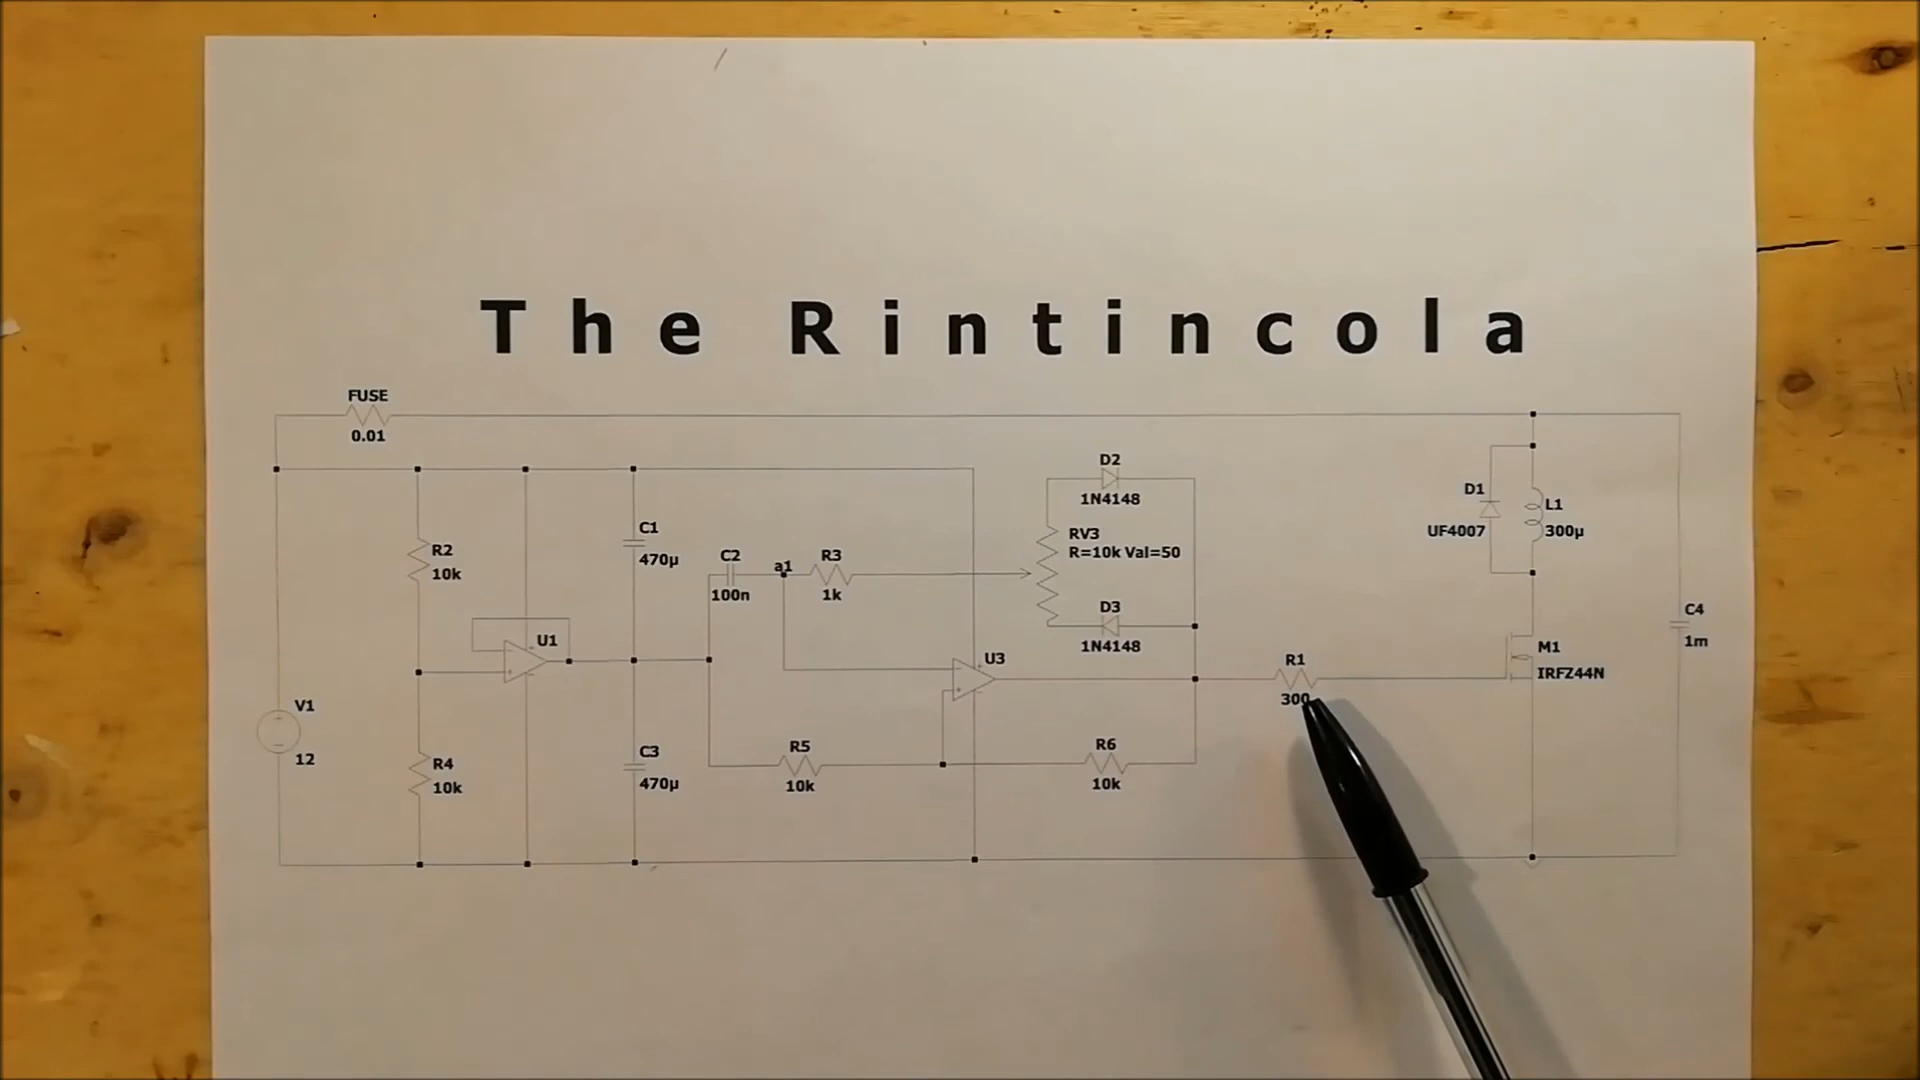 The Rintincola
FUSE
0.01
D2
1N4148
RV3
R=10k Val=50
D3
1N4148
D1
UF4007
L1
300µ
R2
10k
C1
470µ
C2
100n
a1
R3
1k
C4
1m
U1
U3
R1
300
M1
IRFZ44N
V1
12
R4
10k
C3
470µ
R5
10k
R6
10k